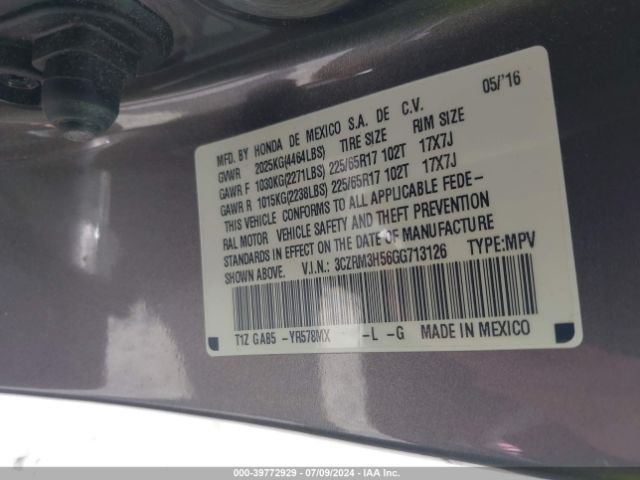 05/'16
MFD. BY HONDA DE MEXICO S.A. DE C.V.
GVWR 2025KG(4464LBS) TIRE SIZE RIM SIZE
GAWR F 1030KG(2271LBS) 225/65R17 102T 17X7J
GAWR R 1015KG(2238LBS) 225/65R17 102T 17X7J
THIS VEHICLE CONFORMS TO ALL APPLICABLE FEDE-
RAL MOTOR VEHICLE SAFETY AND THEFT PREVENTION
STANDARDS IN EFFECT ON THE DATE OF MANUFACTURE
SHOWN ABOVE. V.I.N.: 3CZRM3H56GG713126 TYPE:MPV
T1Z GAB5 -YR578MX -L -G MADE IN MEXICO
000-39772929 - 07/09/2024 - IAA Inc.